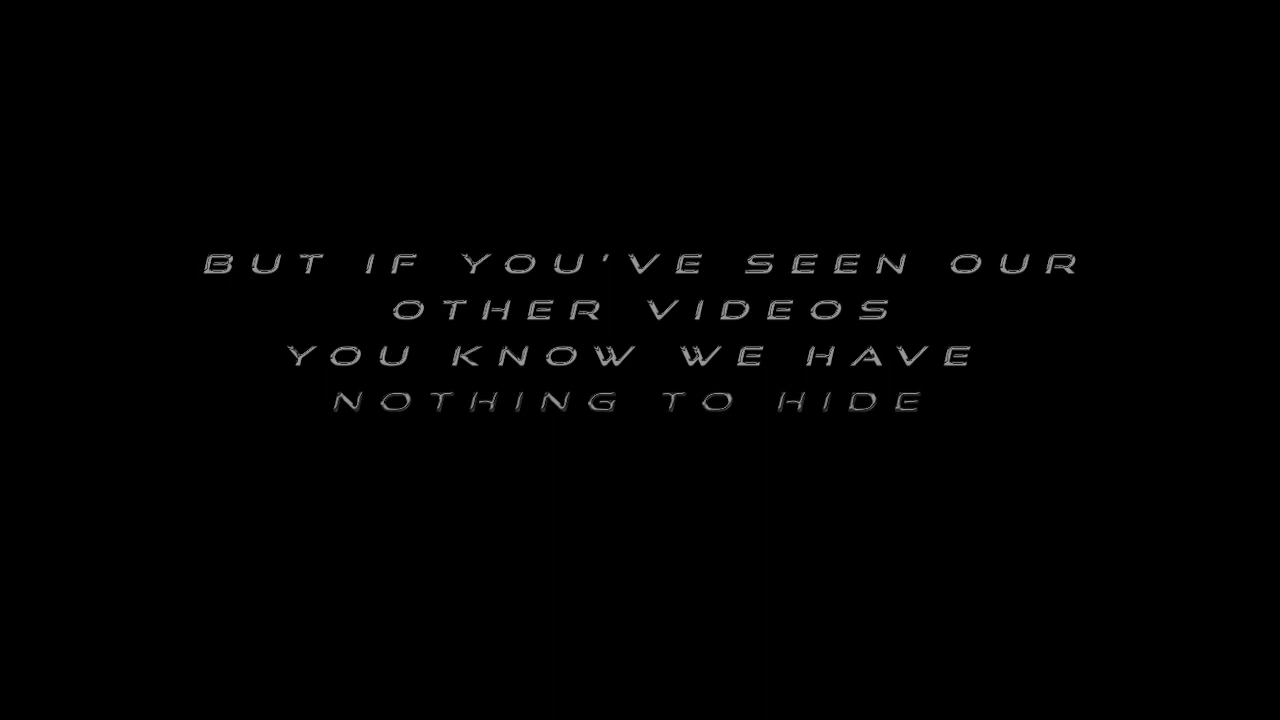 BUT IF YOU'VE SEEN OUR
OTHER VIDEOS
YOU KNOW WE HAVE
NOTHING TO HIDE